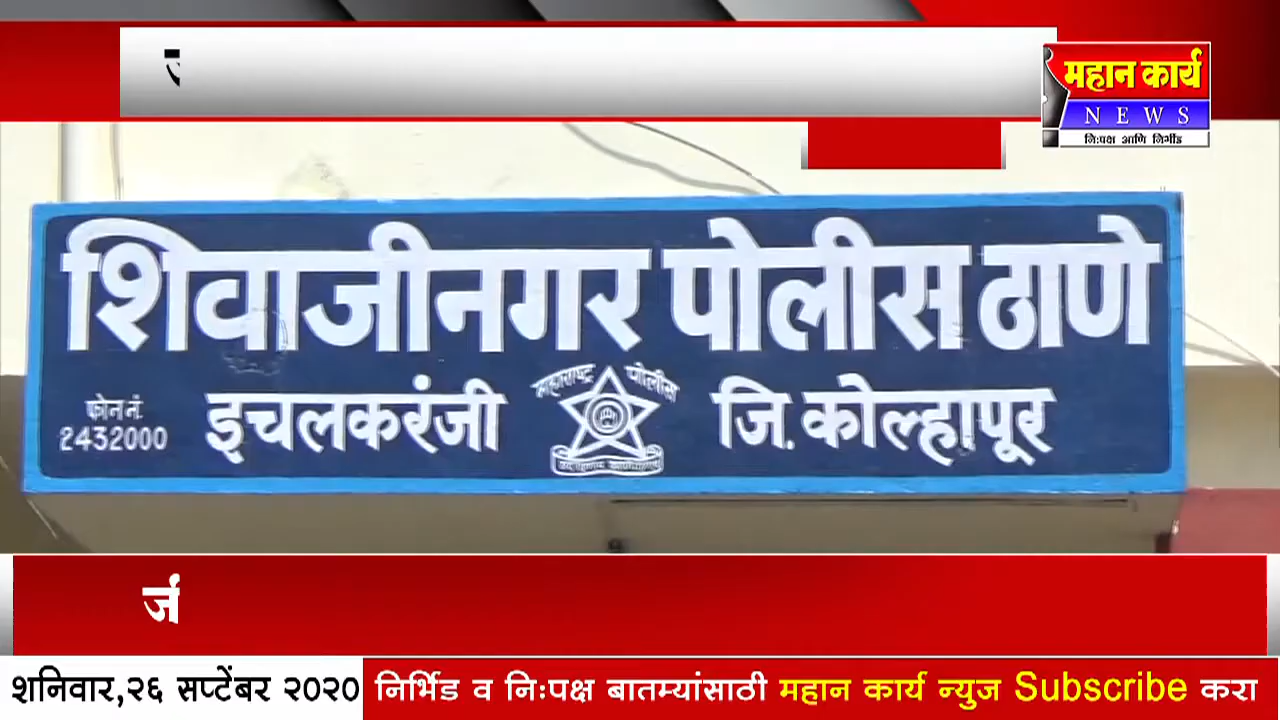 महान कार्य
NEWS
निःपक्ष आणि निर्भीड
शिवाजीनगर पोलीस ठाणे
महाराष्ट्र पोलीस
फोन नं.
2432000
इचलकरंजी
जि. कोल्हापूर
शनिवार,२६ सप्टेंबर २०२०
निर्भिड व निःपक्ष बातम्यांसाठी महान कार्य न्युज Subscribe करा